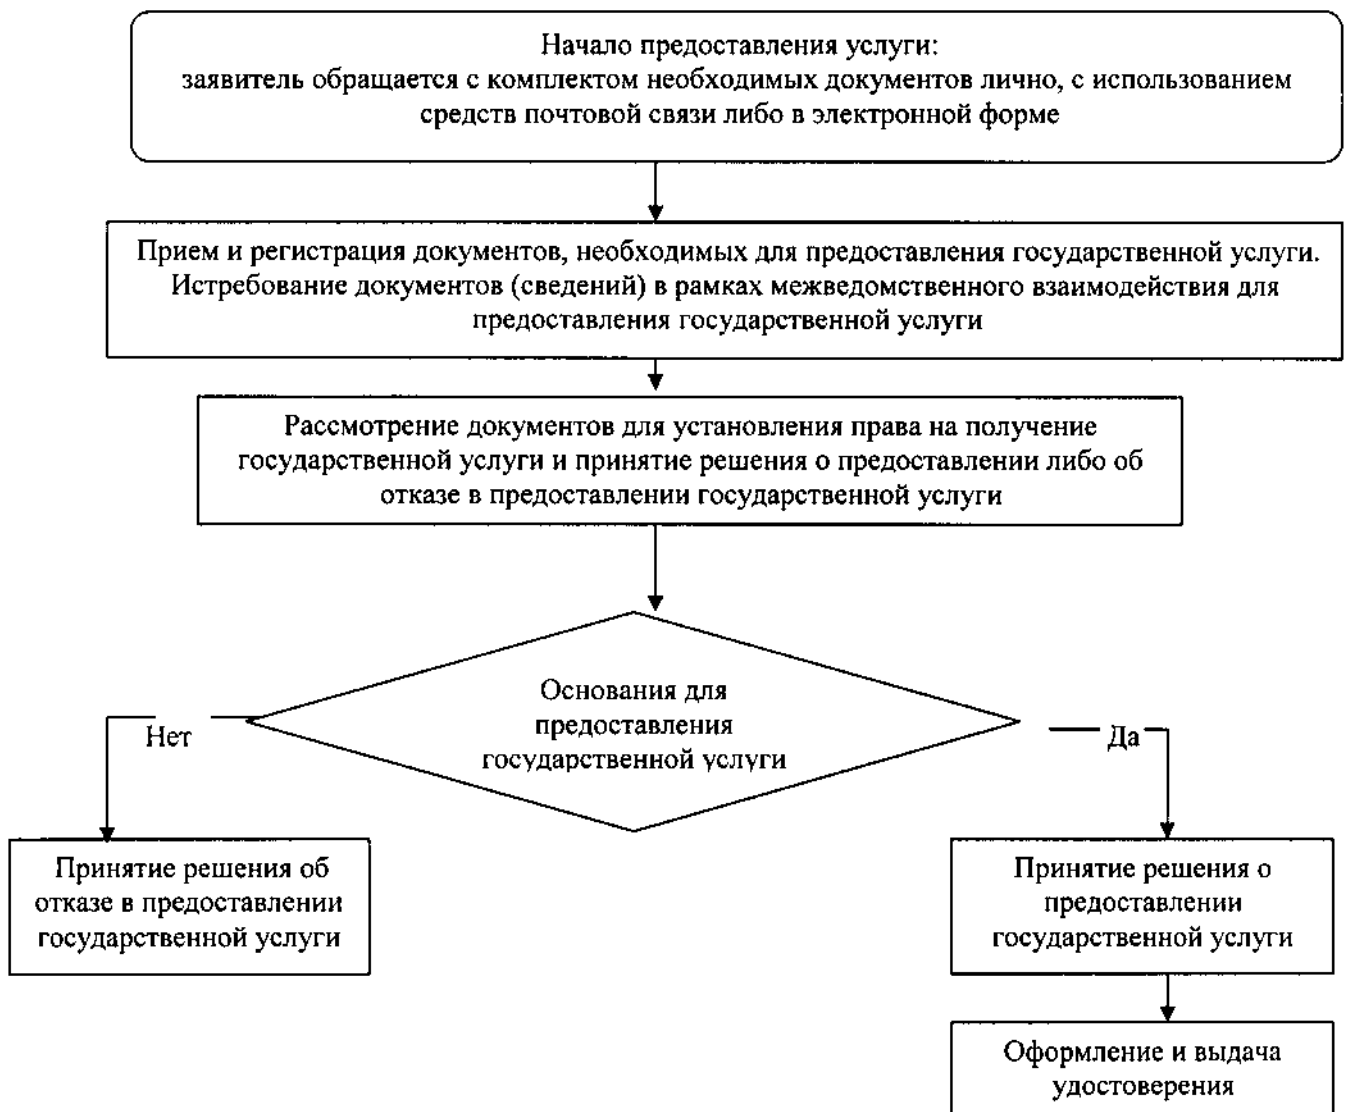 Начало предоставления услуги:
заявитель обращается с комплектом необходимых документов лично, с использованием
средств почтовой связи либо в электронной форме
Прием и регистрация документов, необходимых для предоставления государственной услуги.
Истребование документов (сведений) в рамках межведомственного взаимодействия для
предоставления государственной услуги
Рассмотрение документов для установления права на получение
государственной услуги и принятие решения о предоставлении либо об
отказе в предоставлении государственной услуги
Основания для
предоставления
государственной услуги
Нет
Да
Принятие решения об
отказе в предоставлении
государственной услуги
Принятие решения о
предоставлении
государственной услуги
Оформление и выдача
удостоверения